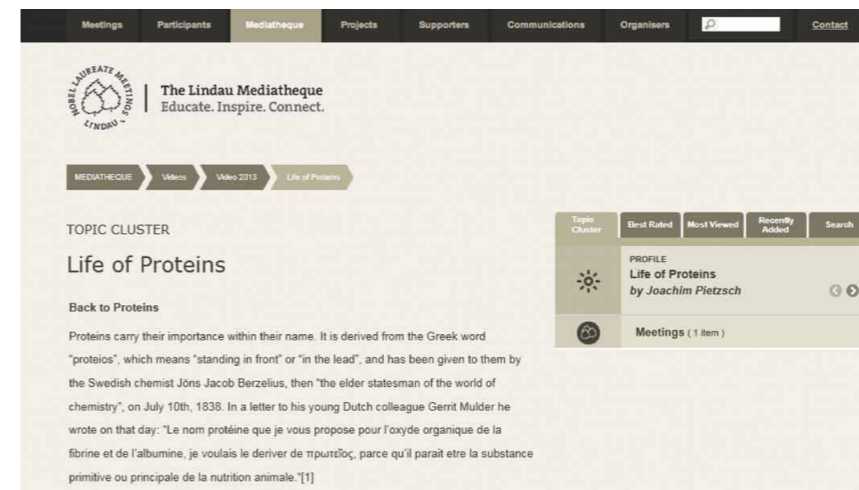 Meetings Participants Mediatheque Projects Supporters Communications Organisers Contact
NOBEL LAUREATE MEETINGS LINDAU
The Lindau Mediatheque
Educate. Inspire. Connect.
MEDIATHEQUE Videos Video 2013 Life of Proteins
TOPIC CLUSTER
Life of Proteins
Back to Proteins
Proteins carry their importance within their name. It is derived from the Greek word
"proteios", which means "standing in front" or "in the lead", and has been given to them by
the Swedish chemist Jöns Jacob Berzelius, then "the elder statesman of the world of
chemistry", on July 10th, 1838. In a letter to his young Dutch colleague Gerrit Mulder he
wrote on that day: "Le nom protéine que je vous propose pour l'oxyde organique de la
fibrine et de l'albumine, je voulais le deriver de πρωτεῖος, parce qu'il parait etre la substance
primitive ou principale de la nutrition animale."[1]
Topic Cluster Best Rated Most Viewed Recently Added Search
PROFILE
Life of Proteins
by Joachim Pietzsch
Meetings ( 1 item )